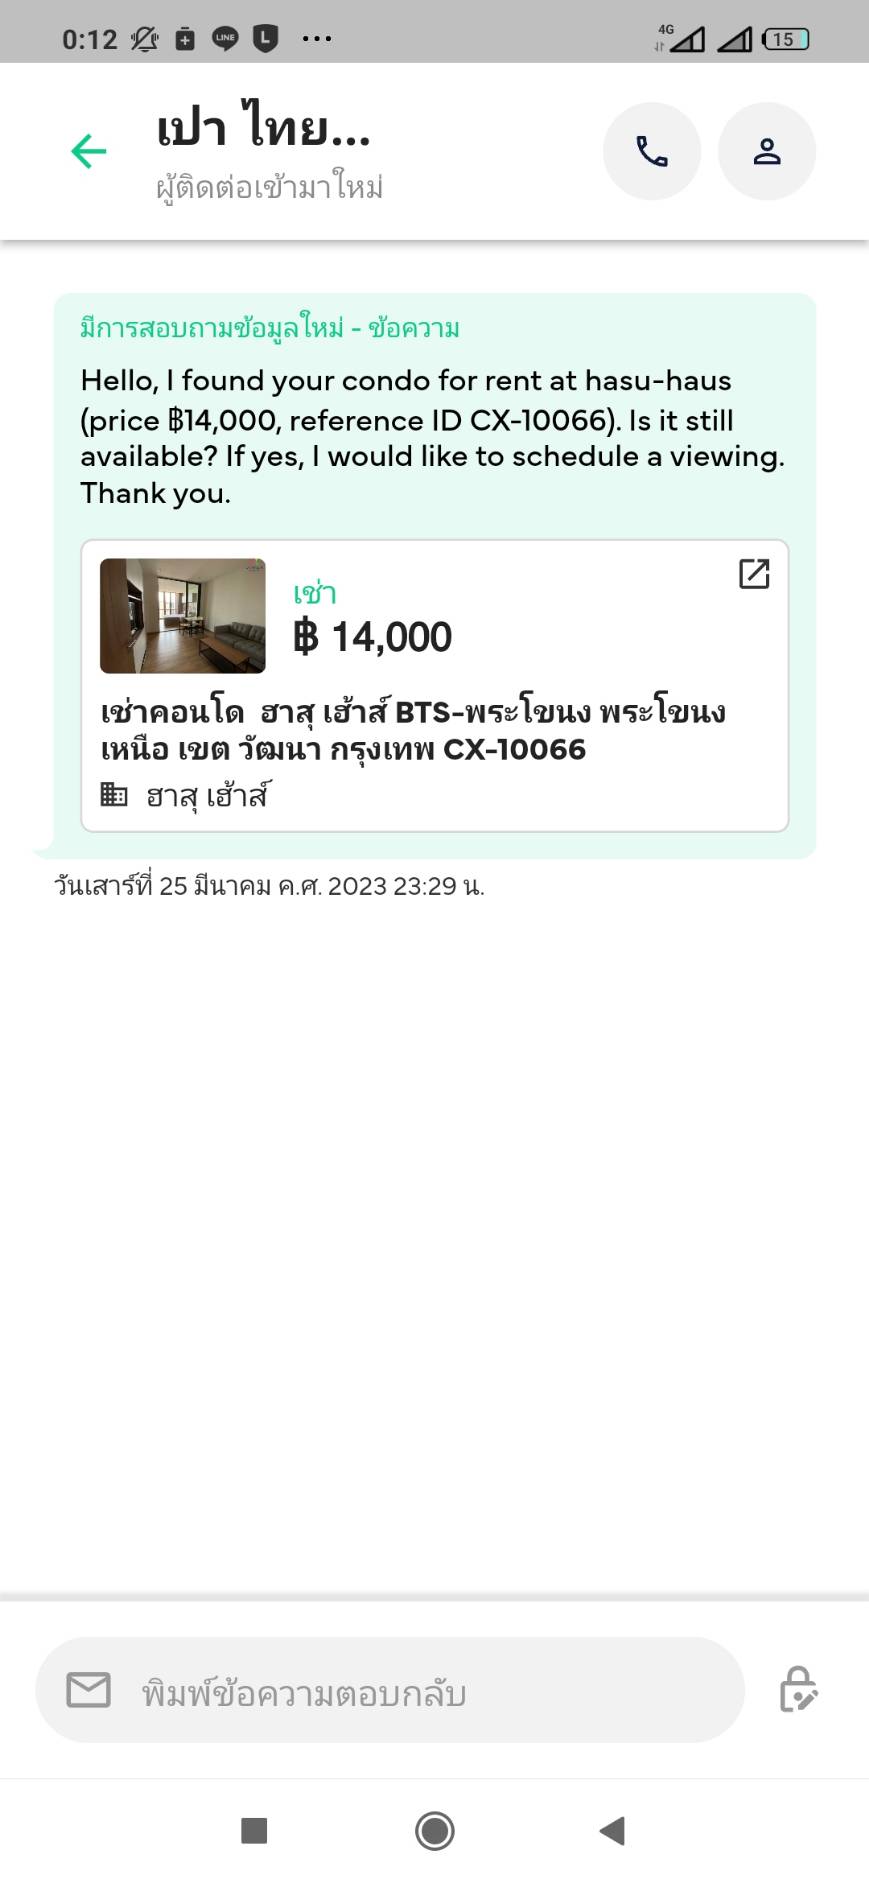 0:12 LINE L ... 4G 15
เปา ไทย...
ผู้ติดต่อเข้ามาใหม่
มีการสอบถามข้อมูลใหม่ - ข้อความ
Hello, I found your condo for rent at hasu-haus
(price ฿14,000, reference ID CX-10066). Is it still
available? If yes, I would like to schedule a viewing.
Thank you.
เช่า
฿ 14,000
เช่าคอนโด ฮาสุ เฮ้าส์ BTS-พระโขนง พระโขนง
เหนือ เขต วัฒนา กรุงเทพ CX-10066
ฮาสุ เฮ้าส์
วันเสาร์ที่ 25 มีนาคม ค.ศ. 2023 23:29 น.
พิมพ์ข้อความตอบกลับ